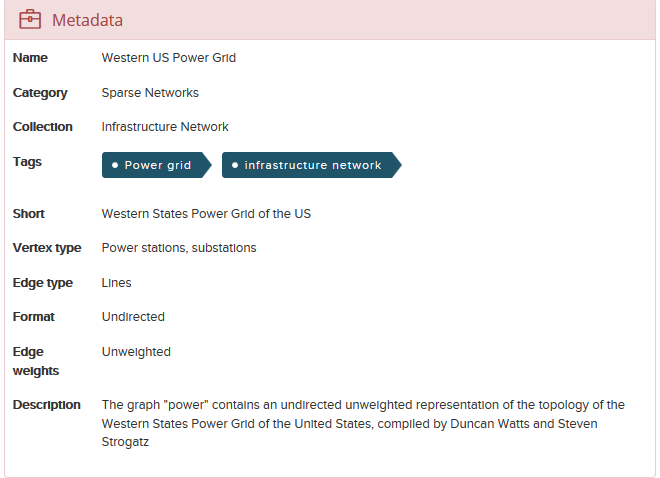 Metadata
Name Western US Power Grid
Category Sparse Networks
Collection Infrastructure Network
Tags Power grid infrastructure network
Short Western States Power Grid of the US
Vertex type Power stations, substations
Edge type Lines
Format Undirected
Edge Unweighted
weights
Description The graph "power" contains an undirected unweighted representation of the topology of the
Western States Power Grid of the United States, compiled by Duncan Watts and Steven
Strogatz